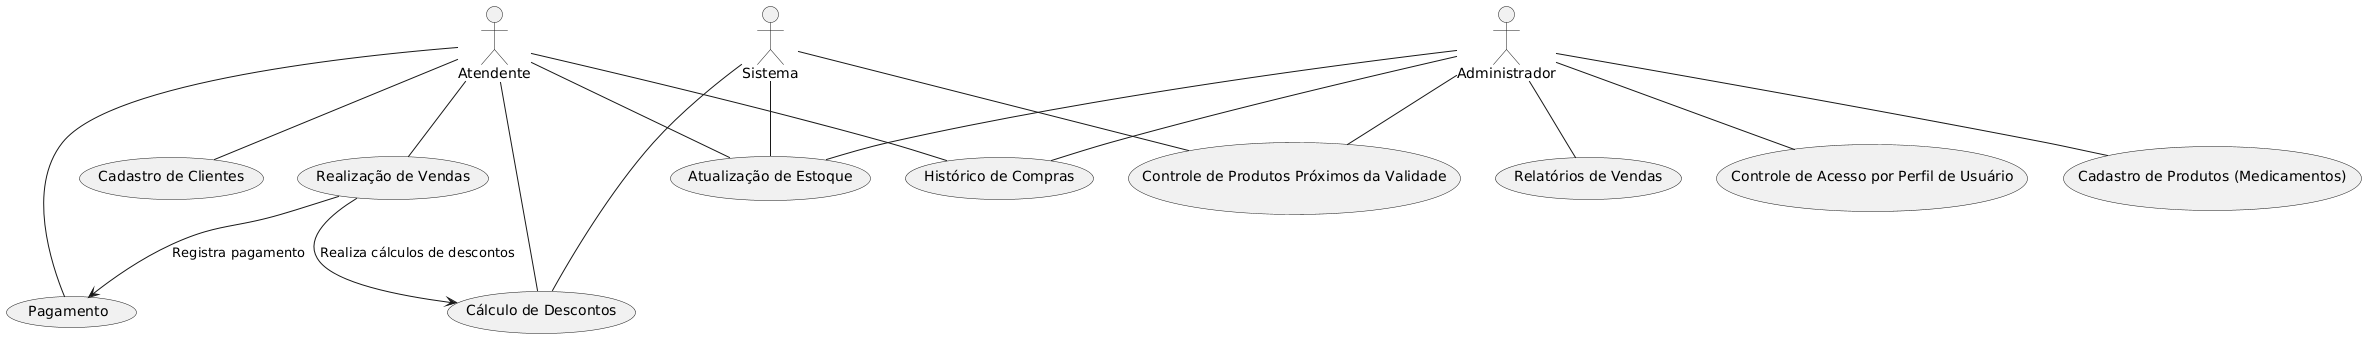 Atendente
Sistema
Administrador
Cadastro de Clientes
Realização de Vendas
Atualização de Estoque
Histórico de Compras
Controle de Produtos Próximos da Validade
Relatórios de Vendas
Controle de Acesso por Perfil de Usuário
Cadastro de Produtos (Medicamentos)
Registra pagamento
Realiza cálculos de descontos
Pagamento
Cálculo de Descontos